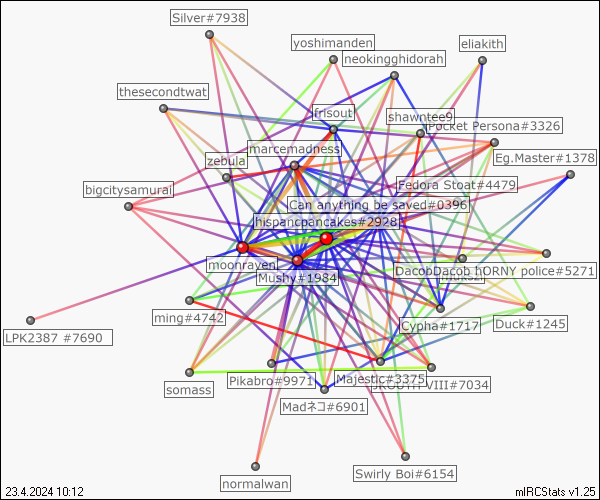 Silver#7938
yoshimanden
eliakith
neokingghidorah
thesecondtwat
frisout
shawntee9
Pocket Persona#3326
marcemadness
zebula
Eg.Master#1378
bigcitysamurai
Fedora Stoat#4479
Can anything be saved#0396
hispancpancakes#2928
moonraven
DacobDacob
hORNY police#5271
Mushy#1984
ming#4742
Cypha#1717
Duck#1245
LPK2387 #7690
Majestic#3375
VIII#7034
somass
Pikabro#9971
Madネコ#6901
normalwan
Swirly Boi#6154
23.4.2024 10:12
mIRCStats v1.25